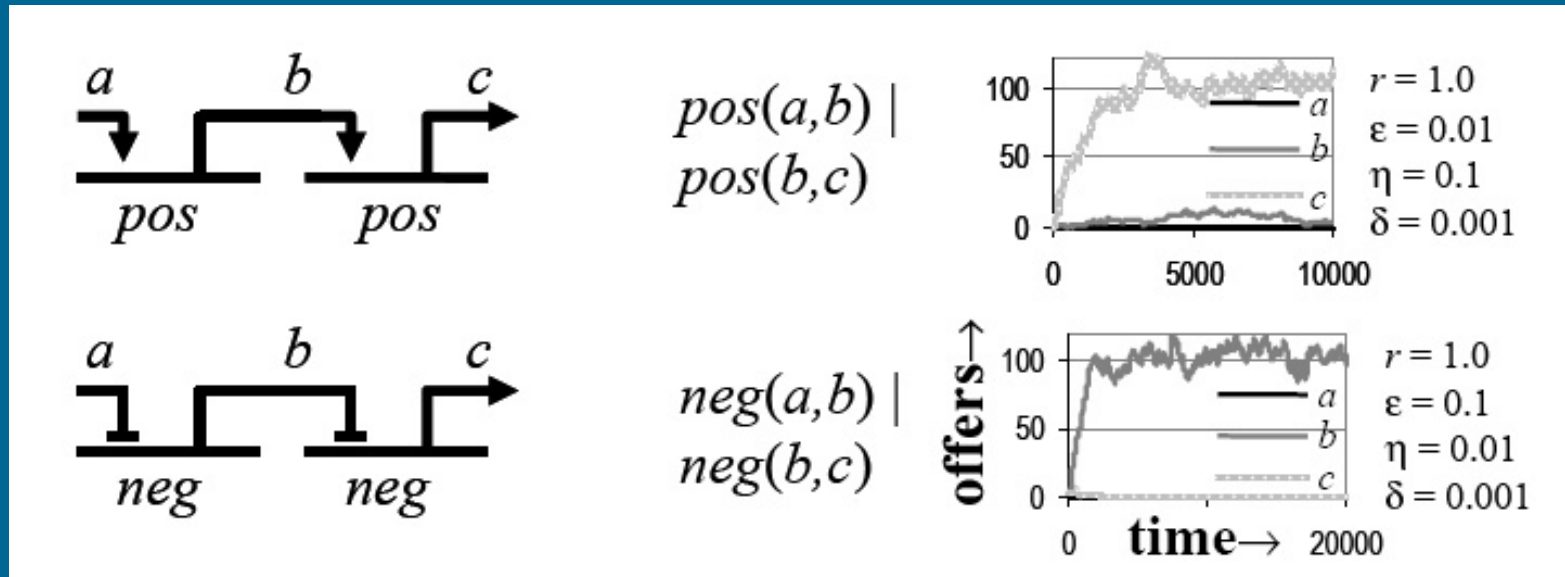 a b c
pos pos
pos(a,b) |
pos(b,c)
100
50
0
0 5000 10000
a
b
c
r = 1.0
ε = 0.01
η = 0.1
δ = 0.001
a b c
neg neg
neg(a,b) |
neg(b,c)
offers→
100
50
0
0 time→ 20000
a
b
c
r = 1.0
ε = 0.1
η = 0.01
δ = 0.001